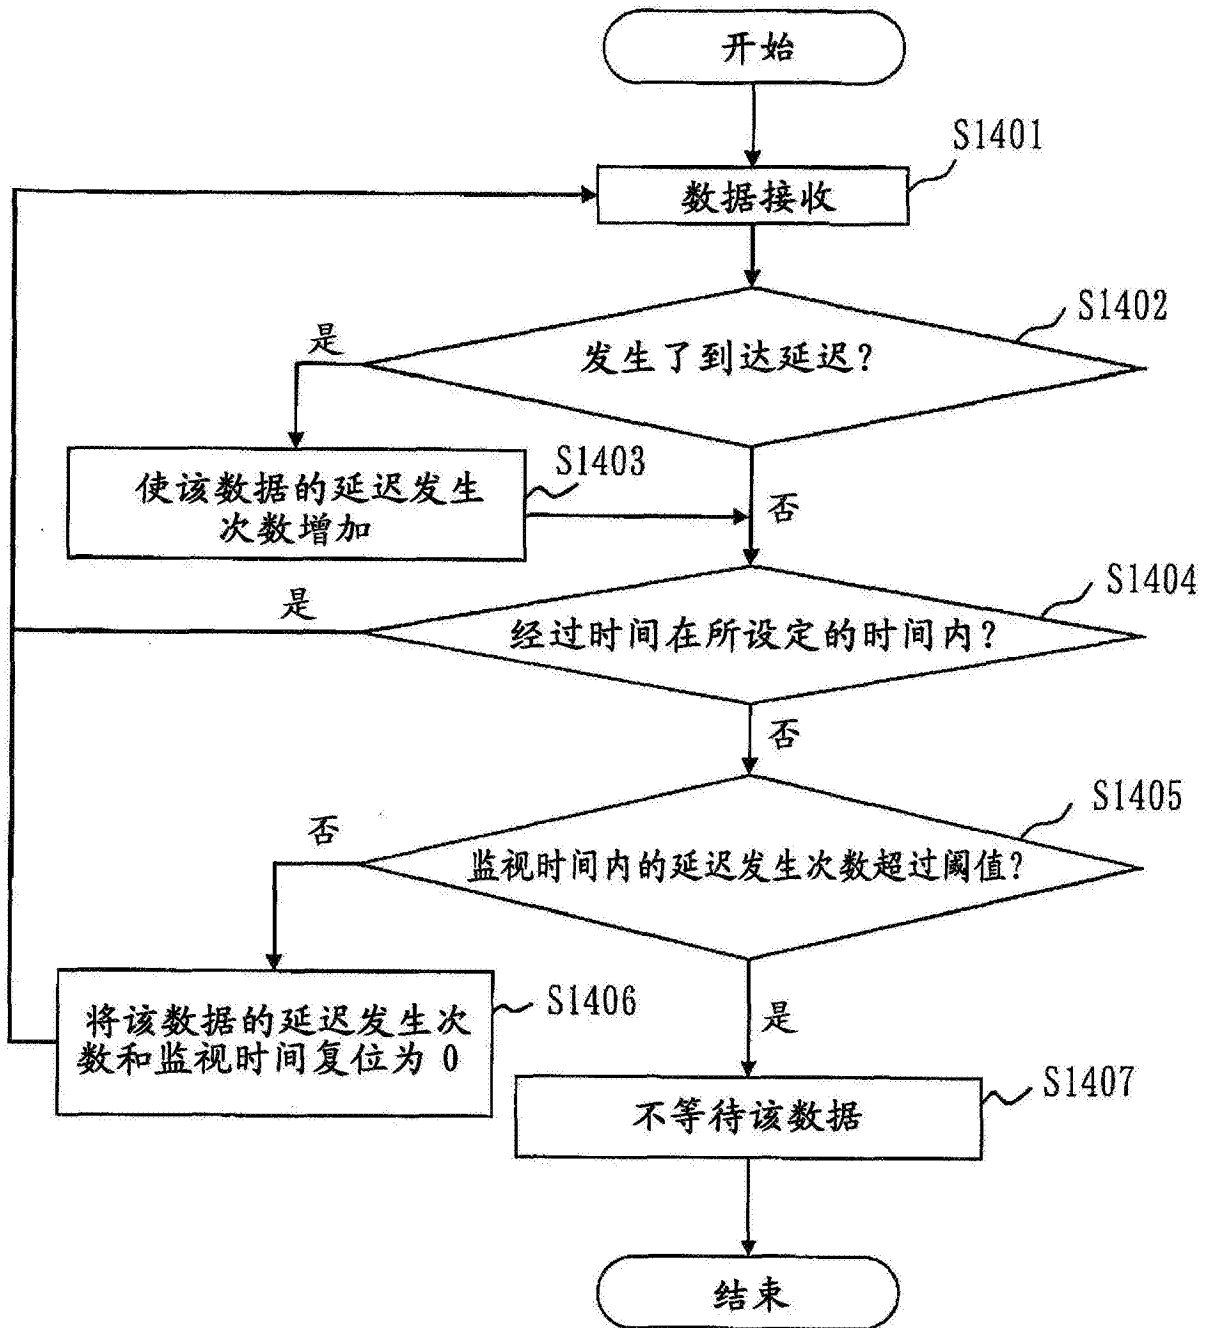 开始
S1401
数据接收
S1402
是
发生了到达延迟？
S1403
使该数据的延迟发生
次数增加
否
S1404
是
经过时间在所设定的时间内？
否
S1405
否
监视时间内的延迟发生次数超过阈值？
S1406
将该数据的延迟发生次
数和监视时间复位为 0
是
S1407
不等待该数据
结束